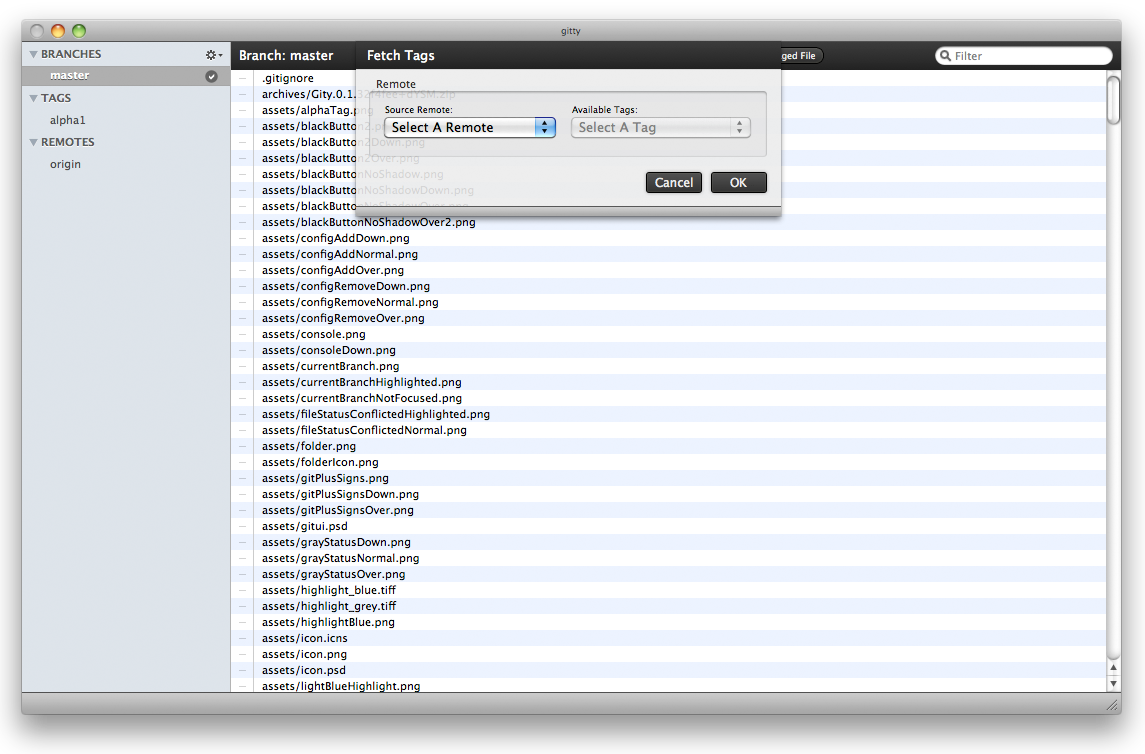 gitty
BRANCHES
master
TAGS
alpha1
REMOTES
origin
Branch: master
ged File
Filter
Fetch Tags
Remote
Source Remote:
Available Tags:
Select A Remote
Select A Tag
Cancel
OK
.gitignore
archives/Gity.0.1.
assets/alphaTag.png
assets/blackButton2.png
assets/blackButton2Down.png
assets/blackButton2Over.png
assets/blackButtonNoShadow.png
assets/blackButtonNoShadowDown.png
assets/blackButtonNoShadowOver.png
assets/blackButtonNoShadowOver2.png
assets/configAddDown.png
assets/configAddNormal.png
assets/configAddOver.png
assets/configRemoveDown.png
assets/configRemoveNormal.png
assets/configRemoveOver.png
assets/console.png
assets/consoleDown.png
assets/currentBranch.png
assets/currentBranchHighlighted.png
assets/currentBranchNotFocused.png
assets/fileStatusConflictedHighlighted.png
assets/fileStatusConflictedNormal.png
assets/folder.png
assets/folderIcon.png
assets/gitPlusSigns.png
assets/gitPlusSignsDown.png
assets/gitPlusSignsOver.png
assets/gitui.psd
assets/grayStatusDown.png
assets/grayStatusNormal.png
assets/grayStatusOver.png
assets/highlight_blue.tiff
assets/highlight_grey.tiff
assets/highlightBlue.png
assets/icon.icns
assets/icon.png
assets/icon.psd
assets/lightBlueHighlight.png